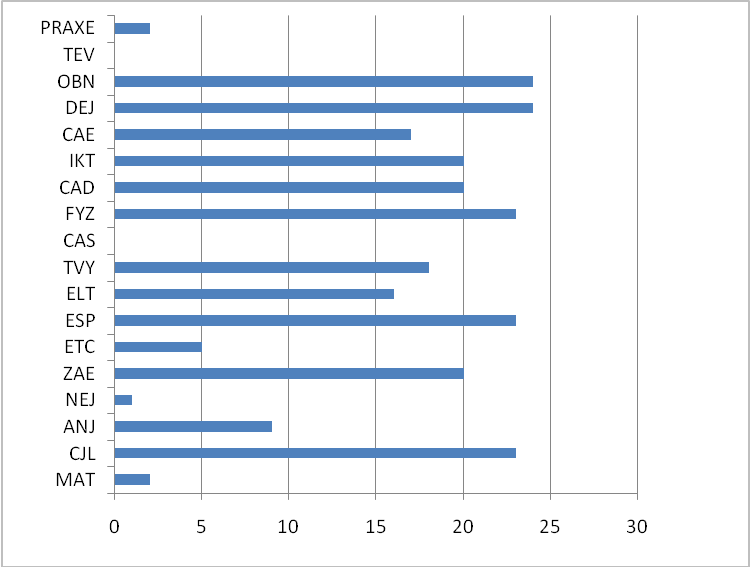 PRAXE
TEV
OBN
DEJ
CAE
IKT
CAD
FYZ
CAS
TVY
ELT
ESP
ETC
ZAE
NEJ
ANJ
CJL
MAT
0 5 10 15 20 25 30